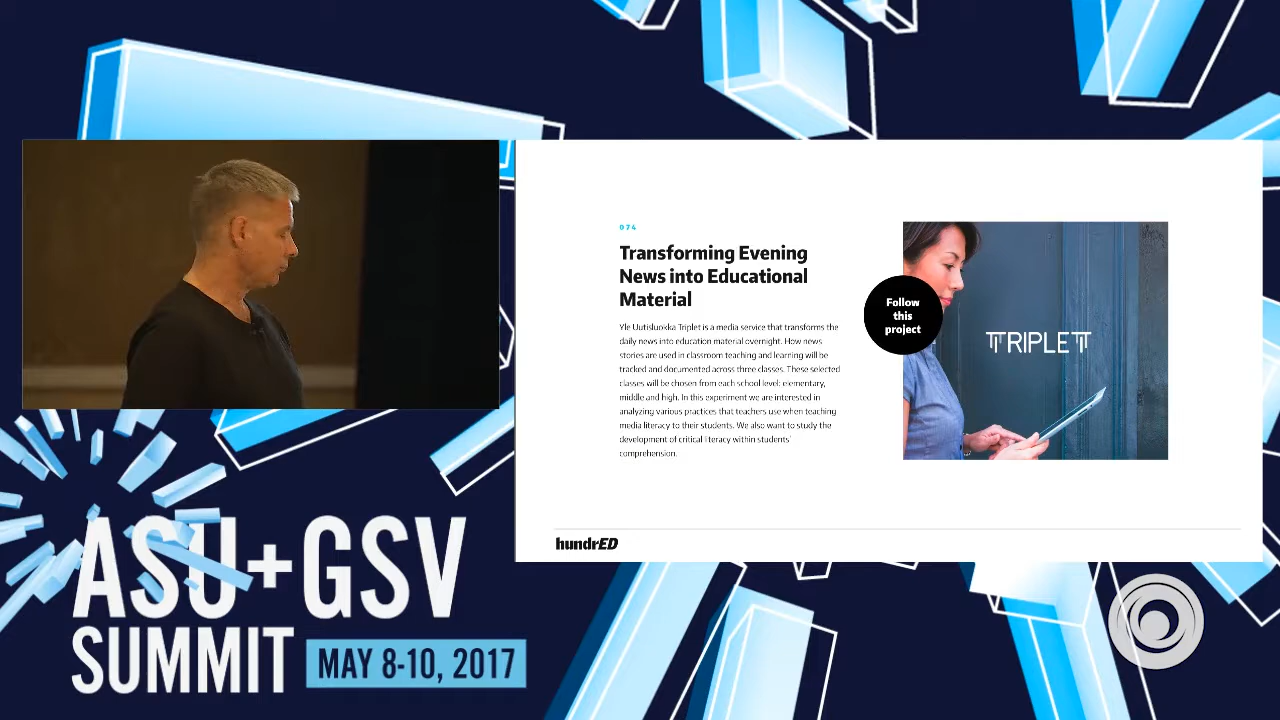 074
Transforming Evening
News into Educational
Material
Yle Uutisluokka Triplet is a media service that transforms the
daily news into education material overnight. How news
stories are used in classroom teaching and learning will be
tracked and documented across three classes. These selected
classes will be chosen from each school level: elementary,
middle and high. In this experiment we are interested in
analyzing various practices that teachers use when teaching
media literacy to their students. We also want to study the
development of critical literacy within students'
comprehension.
Follow
this
project
TRIPLET
hundrED
ASU+GSV
SUMMIT
MAY 8-10, 2017